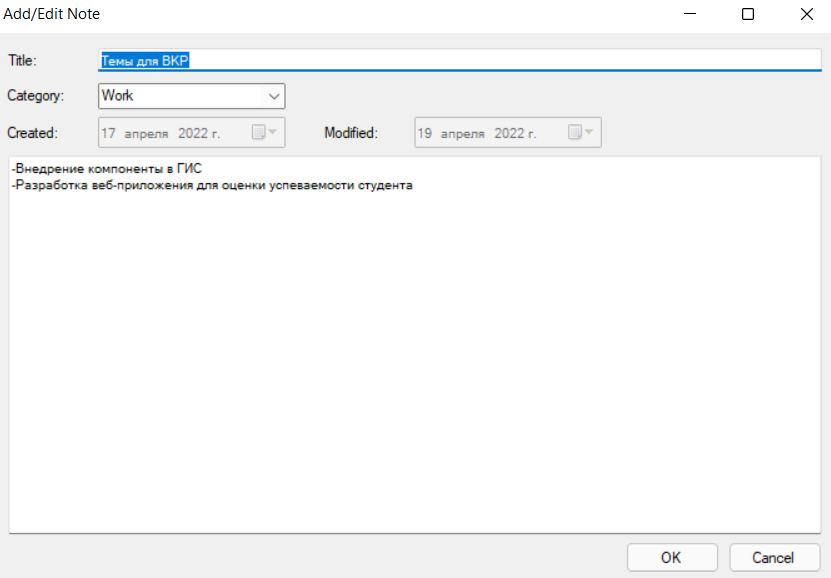 Add/Edit Note
Title: Темы для ВКР
Category: Work
Created: 17 апреля 2022 г. Modified: 19 апреля 2022 г.
-Внедрение компоненты в ГИС
-Разработка веб-приложения для оценки успеваемости студента
OK Cancel